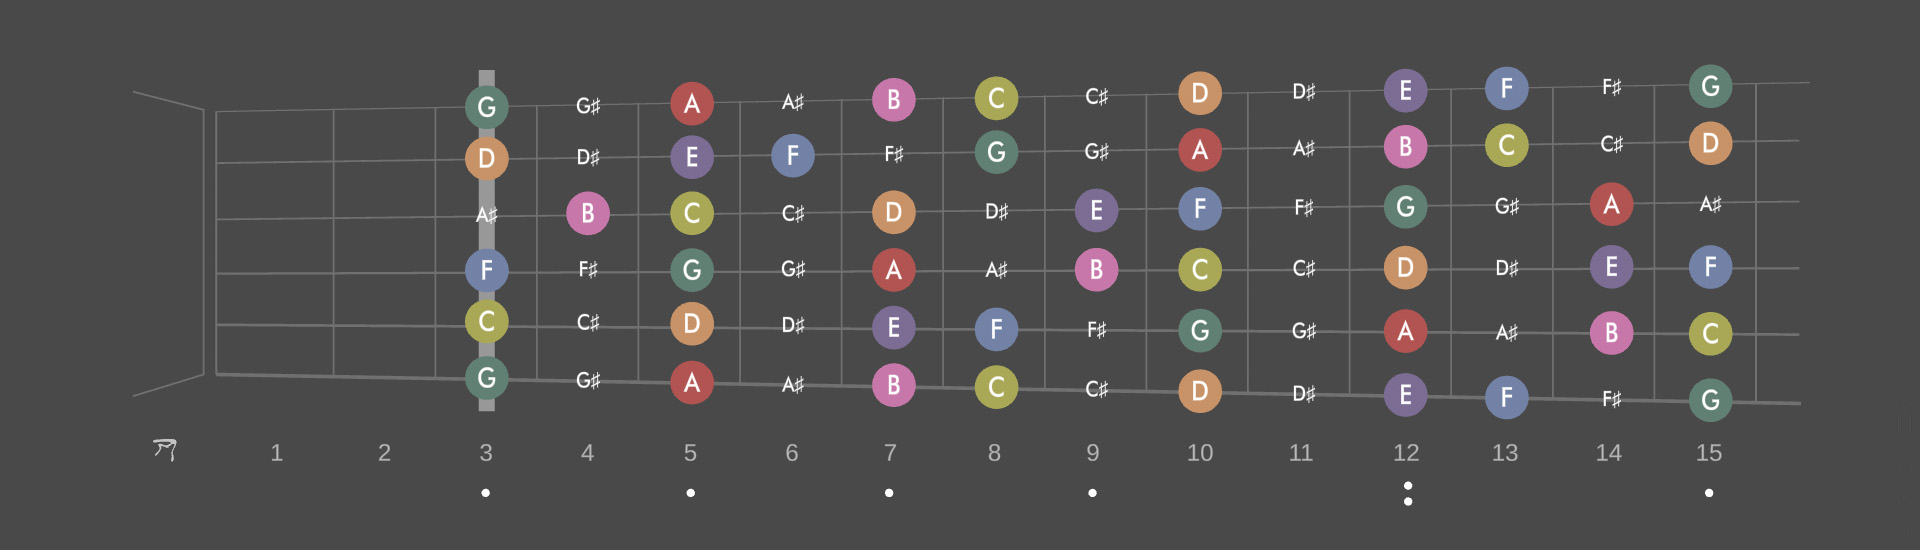 G G♯ A A♯ B C C♯ D D♯ E F F♯ G
D D♯ E F F♯ G G♯ A A♯ B C C♯ D
A♯ B C C♯ D D♯ E F F♯ G G♯ A A♯
F F♯ G G♯ A A♯ B C C♯ D D♯ E F
C C♯ D D♯ E F F♯ G G♯ A A♯ B C
G G♯ A A♯ B C C♯ D D♯ E F F♯ G
1 2 3 4 5 6 7 8 9 10 11 12 13 14 15